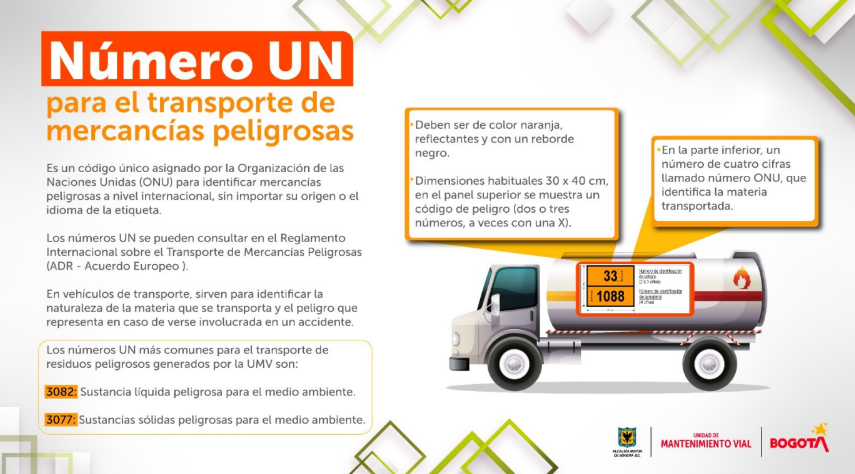 Número UN
para el transporte de
mercancías peligrosas
Es un código único asignado por la Organización de las
Naciones Unidas (ONU) para identificar mercancías
peligrosas a nivel internacional, sin importar su origen o el
idioma de la etiqueta.
Los números UN se pueden consultar en el Reglamento
Internacional sobre el Transporte de Mercancías Peligrosas
(ADR - Acuerdo Europeo ).
En vehículos de transporte, sirven para identificar la
naturaleza de la materia que se transporta y el peligro que
representa en caso de verse involucrada en un accidente.
Los números UN más comunes para el transporte de
residuos peligrosos generados por la UMV son:
3082: Sustancia líquida peligrosa para el medio ambiente.
3077: Sustancias sólidas peligrosas para el medio ambiente.
•Deben ser de color naranja,
reflectantes y con un reborde
negro.
•Dimensiones habituales 30 x 40 cm,
en el panel superior se muestra un
código de peligro (dos o tres
números, a veces con una X).
•En la parte inferior, un
número de cuatro cifras
llamado número ONU, que
identifica la materia
transportada.
33
Número de identificación
de peligro
(2 ó 3 cifras)
1088
Número de identificación
de la materia
(4 cifras)
ALCALDÍA MAYOR
DE BOGOTÁ D.C.
UNIDAD DE
MANTENIMIENTO VIAL
BOGOTÁ